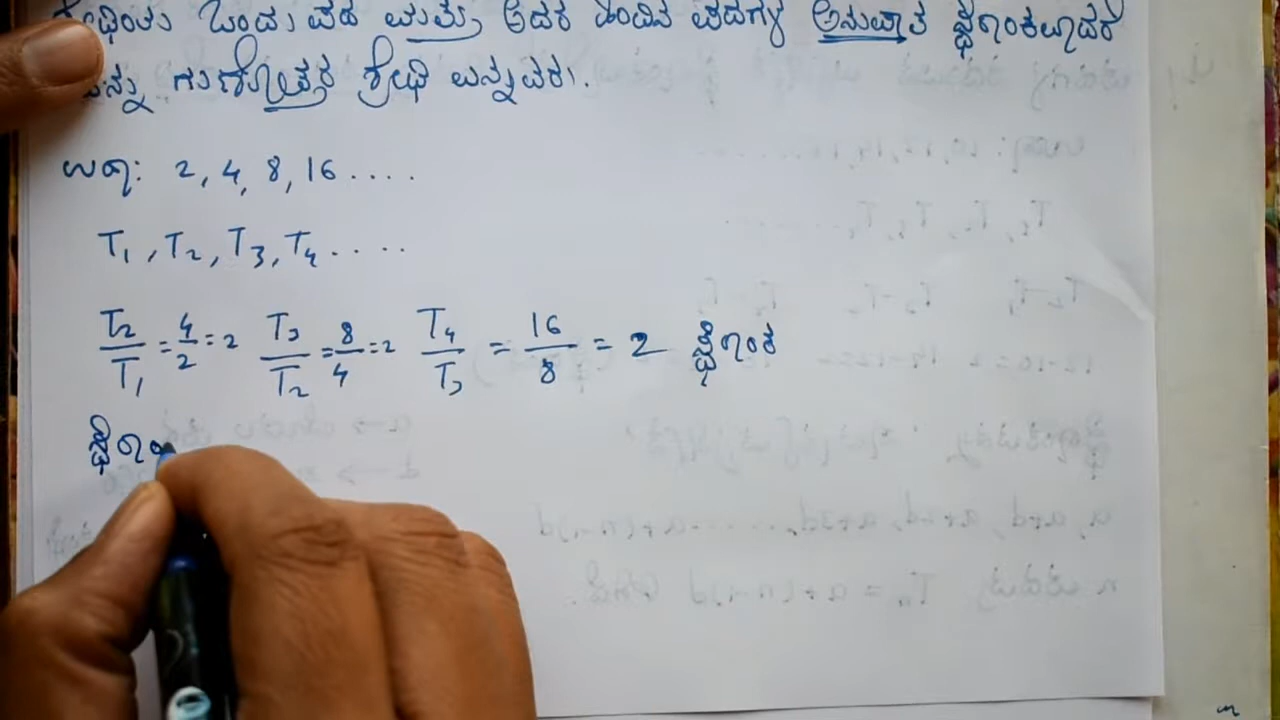 ಒಂದು ಪದ ಮತ್ತು ಅದರ ಹಿಂದಿನ ಪದಗಳ ಅನುಪಾತ ಸ್ಥಿರಾಂಕವಾದರೆ
ಗುಣೋತ್ತರ ಶ್ರೇಢಿ ಎನ್ನುವರು.
ಉದಾ: 2, 4, 8, 16 ....
T₁, T₂, T₃, T₄ ....
T₂/T₁ = 4/2 = 2 T₃/T₂ = 8/4 = 2 T₄/T₃ = 16/8 = 2 ಸ್ಥಿರಾಂಕ
ಸ್ಥಿರಾಂ